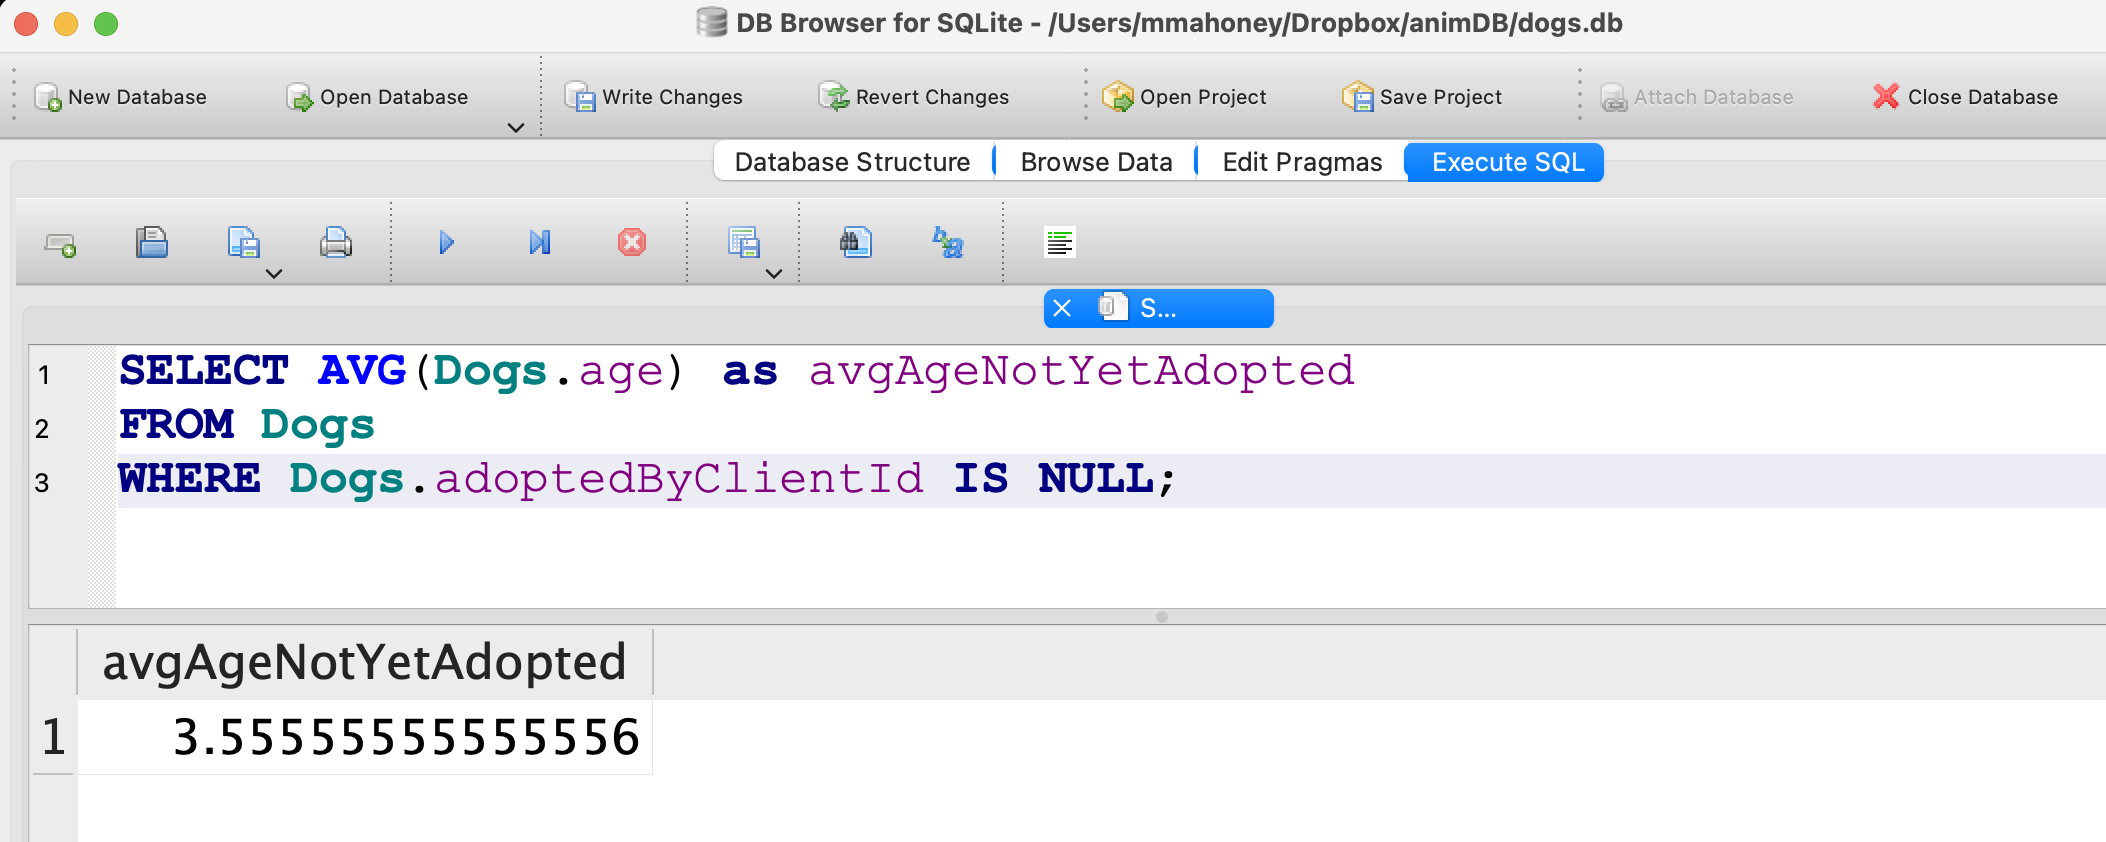 DB Browser for SQLite - /Users/mmahoney/Dropbox/animDB/dogs.db
New Database Open Database Write Changes Revert Changes Open Project Save Project Attach Database Close Database
Database Structure Browse Data Edit Pragmas Execute SQL
S...
1 SELECT AVG(Dogs.age) as avgAgeNotYetAdopted
2 FROM Dogs
3 WHERE Dogs.adoptedByClientId IS NULL;
avgAgeNotYetAdopted
1 3.55555555555556